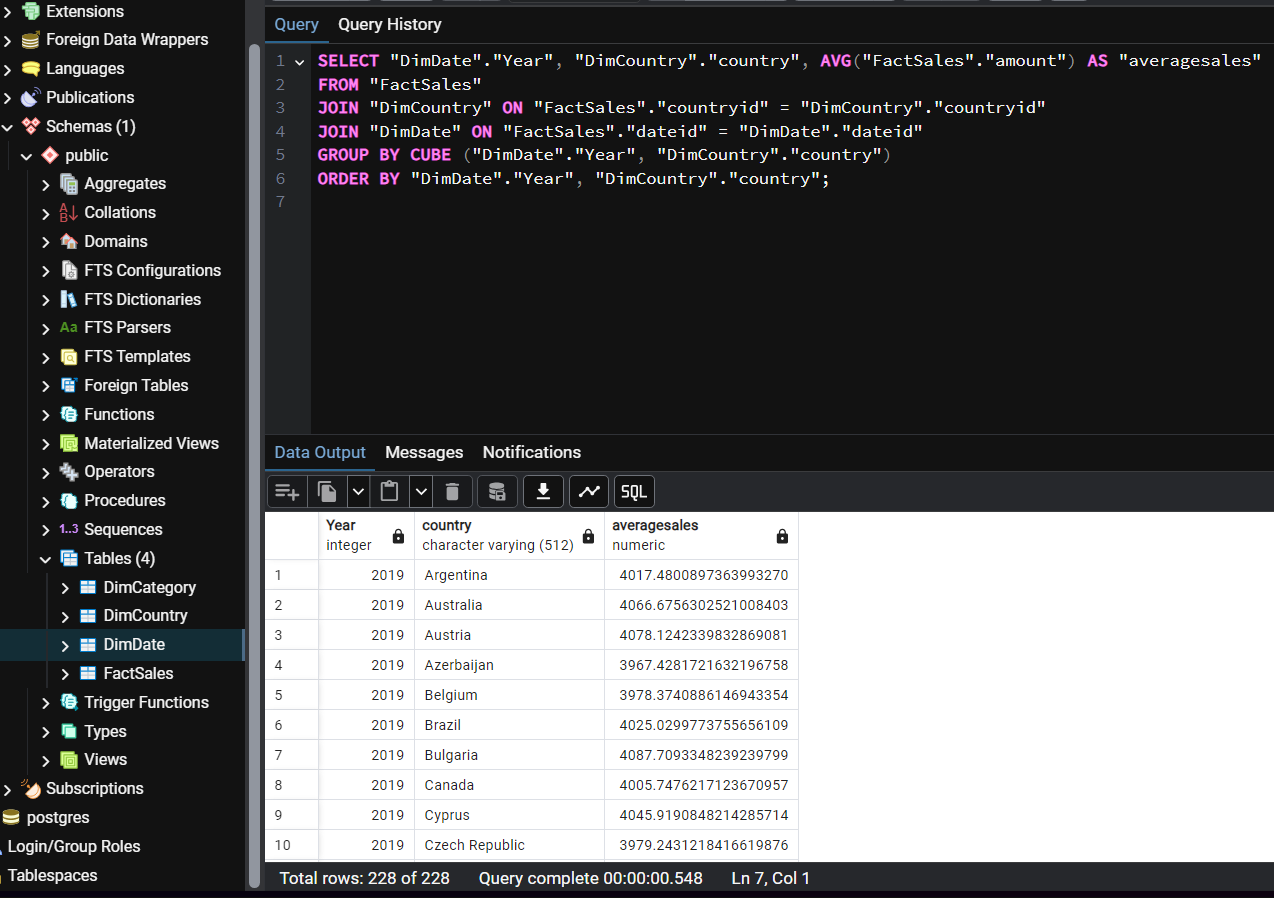 Extensions
Foreign Data Wrappers
Languages
Publications
Schemas (1)
public
Aggregates
Collations
Domains
FTS Configurations
FTS Dictionaries
Aa FTS Parsers
FTS Templates
Foreign Tables
Functions
Materialized Views
Operators
Procedures
1..3 Sequences
Tables (4)
DimCategory
DimCountry
DimDate
FactSales
Trigger Functions
Types
Views
Subscriptions
postgres
Login/Group Roles
Tablespaces
Query Query History
1 SELECT "DimDate"."Year", "DimCountry"."country", AVG("FactSales"."amount") AS "averagesales"
2 FROM "FactSales"
3 JOIN "DimCountry" ON "FactSales"."countryid" = "DimCountry"."countryid"
4 JOIN "DimDate" ON "FactSales"."dateid" = "DimDate"."dateid"
5 GROUP BY CUBE ("DimDate"."Year", "DimCountry"."country")
6 ORDER BY "DimDate"."Year", "DimCountry"."country";
7
Data Output Messages Notifications
SQL
Year country averagesales
integer character varying (512) numeric
1 2019 Argentina 4017.4800897363993270
2 2019 Australia 4066.6756302521008403
3 2019 Austria 4078.1242339832869081
4 2019 Azerbaijan 3967.4281721632196758
5 2019 Belgium 3978.3740886146943354
6 2019 Brazil 4025.0299773755656109
7 2019 Bulgaria 4087.7093348239239799
8 2019 Canada 4005.7476217123670957
9 2019 Cyprus 4045.9190848214285714
10 2019 Czech Republic 3979.2431218416619876
Total rows: 228 of 228 Query complete 00:00:00.548 Ln 7, Col 1